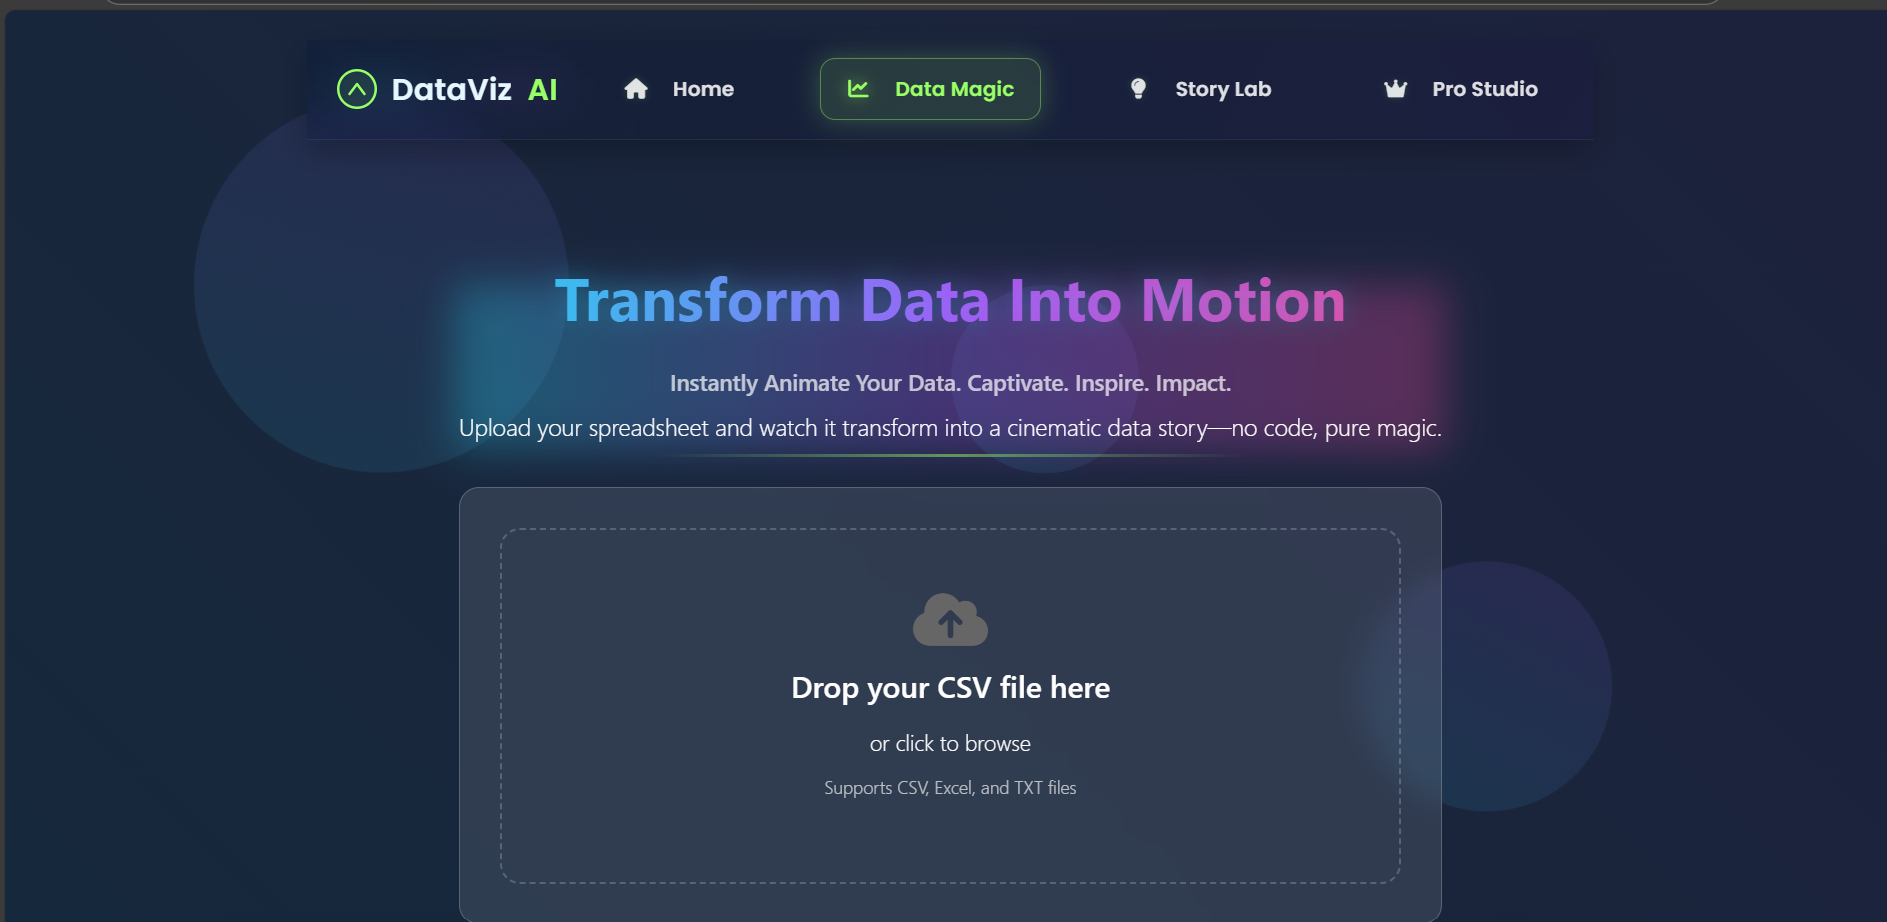 DataViz AI Home Data Magic Story Lab Pro Studio
Transform Data Into Motion
Instantly Animate Your Data. Captivate. Inspire. Impact.
Upload your spreadsheet and watch it transform into a cinematic data story—no code, pure magic.
Drop your CSV file here
or click to browse
Supports CSV, Excel, and TXT files